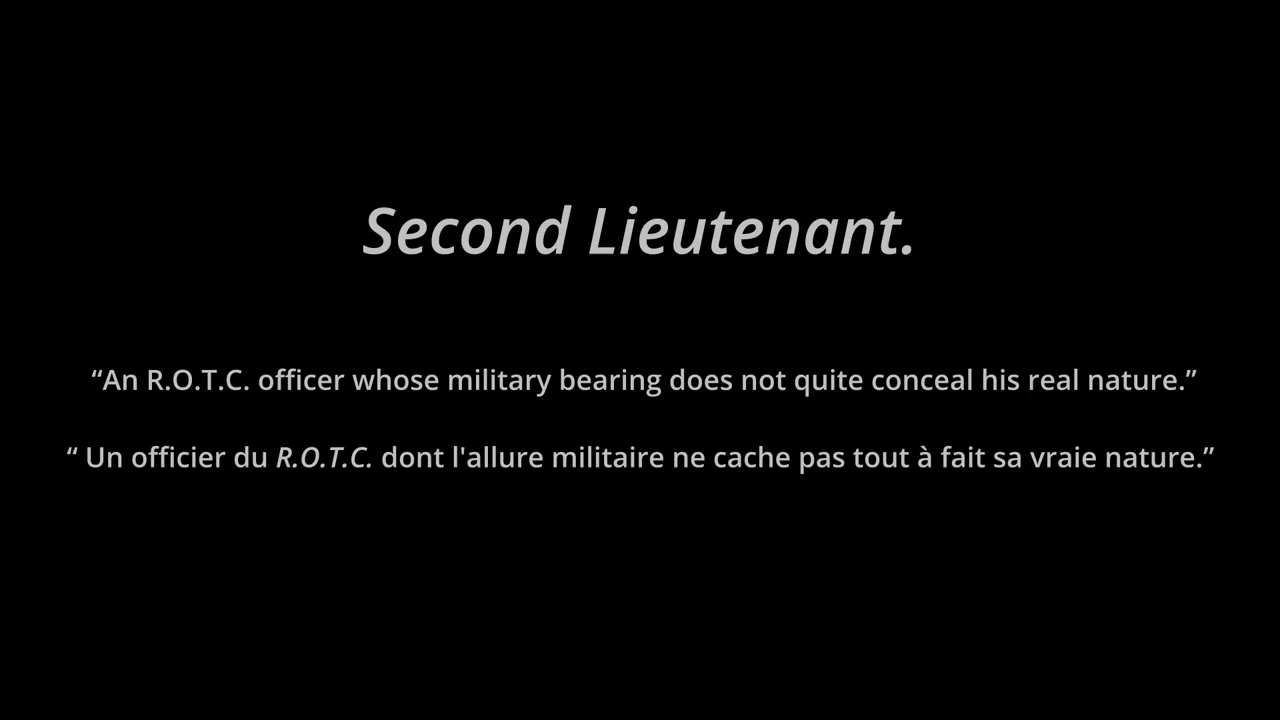 Second Lieutenant.
“An R.O.T.C. officer whose military bearing does not quite conceal his real nature.”
“ Un officier du R.O.T.C. dont l'allure militaire ne cache pas tout à fait sa vraie nature.”